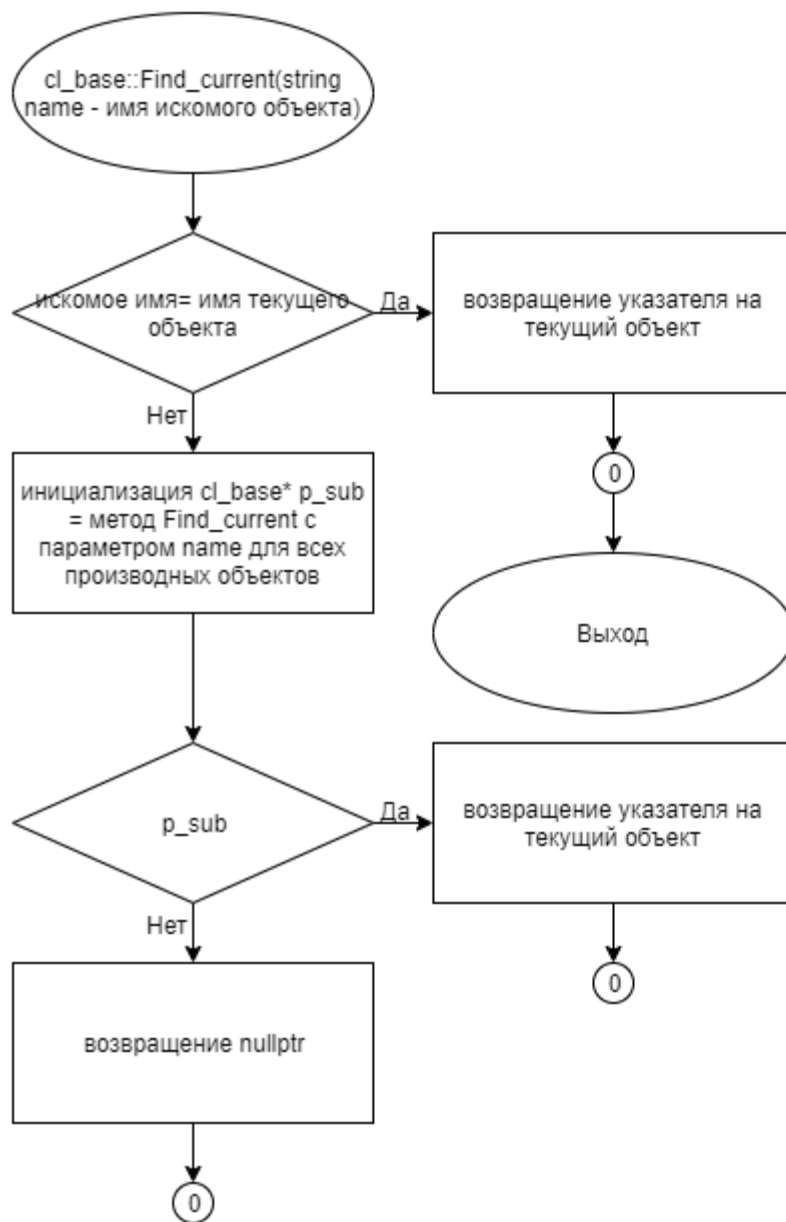 cl_base::Find_current(string
name - имя искомого объекта)
искомое имя= имя текущего
объекта
Да
возвращение указателя на
текущий объект
Нет
0
инициализация cl_base* p_sub
= метод Find_current с
параметром name для всех
производных объектов
Выход
p_sub
Да
возвращение указателя на
текущий объект
Нет
0
возвращение nullptr
0